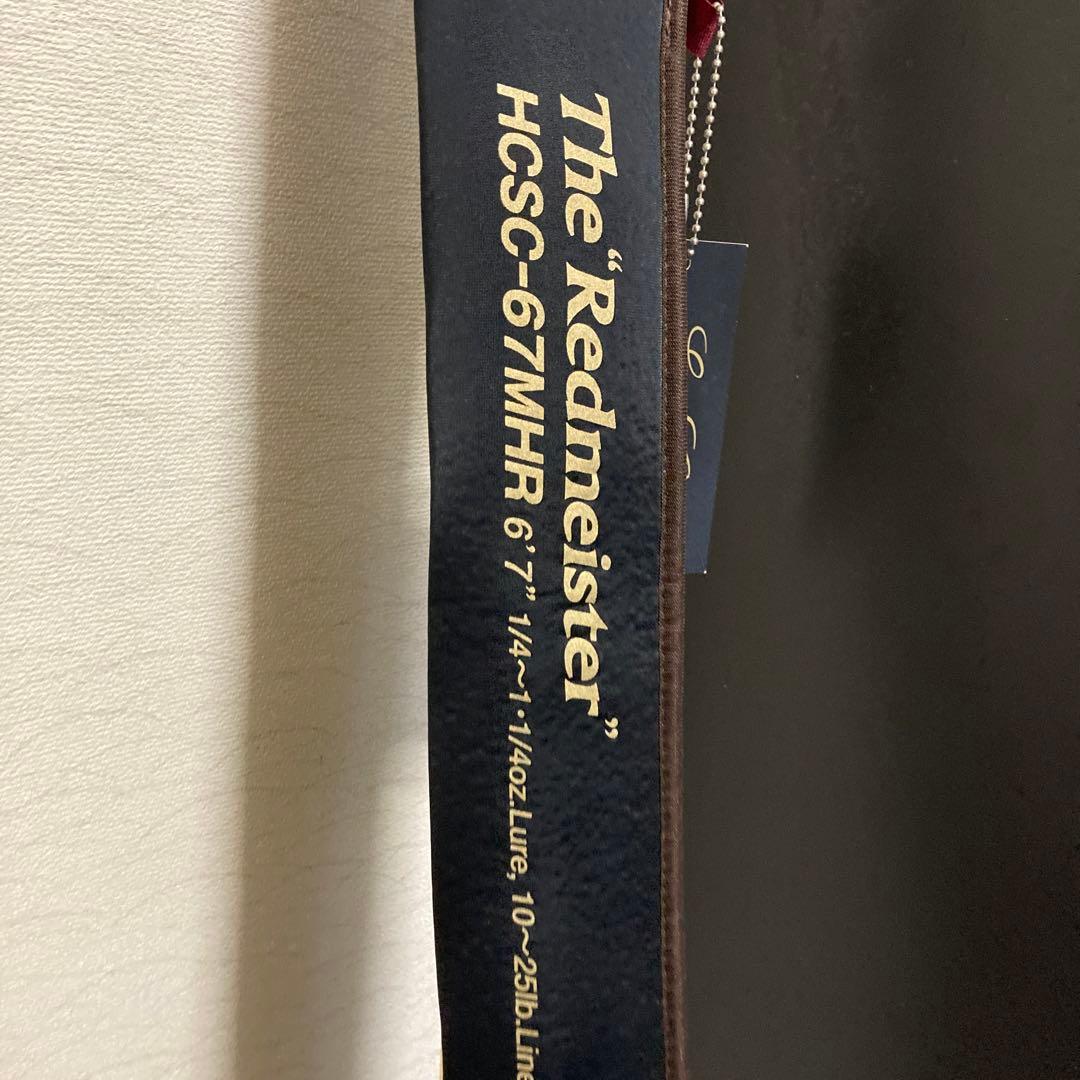 The “Redmeister”
HCSC-67MHR 6’7” 1/4~1・1/4oz.Lure, 10~25lb.Line